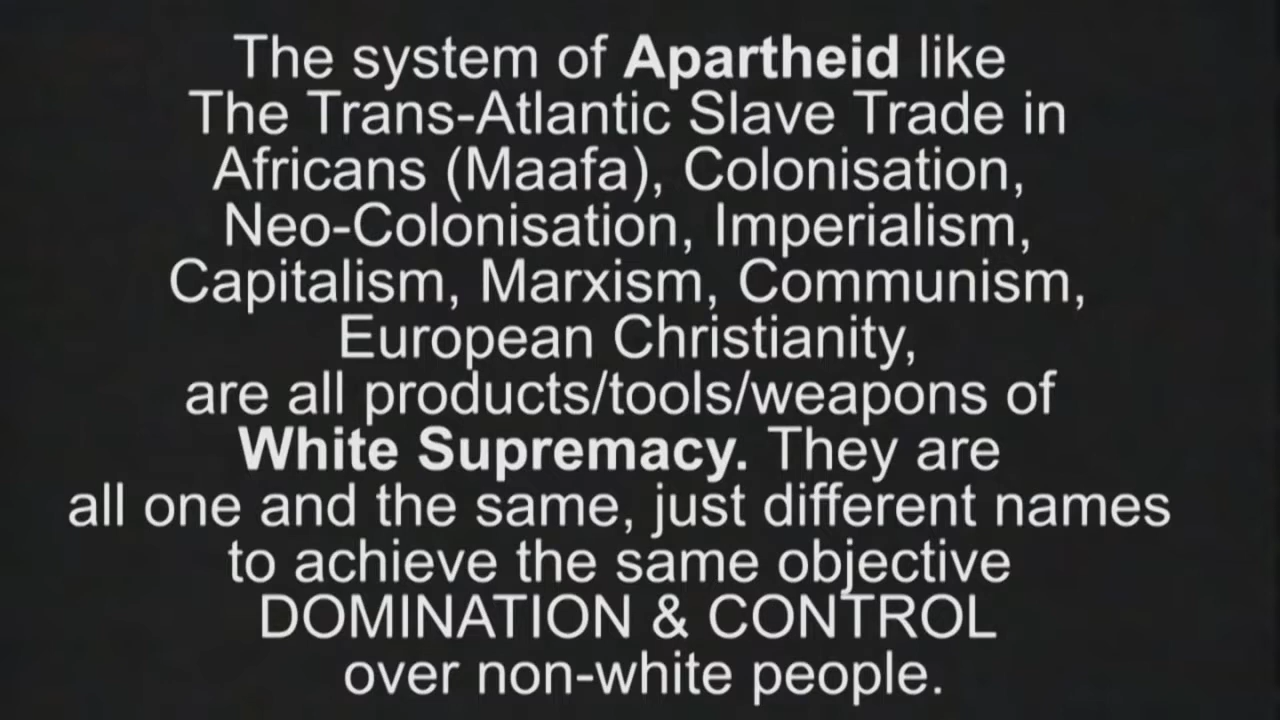 The system of Apartheid like
The Trans-Atlantic Slave Trade in
Africans (Maafa), Colonisation,
Neo-Colonisation, Imperialism,
Capitalism, Marxism, Communism,
European Christianity,
are all products/tools/weapons of
White Supremacy. They are
all one and the same, just different names
to achieve the same objective
DOMINATION & CONTROL
over non-white people.